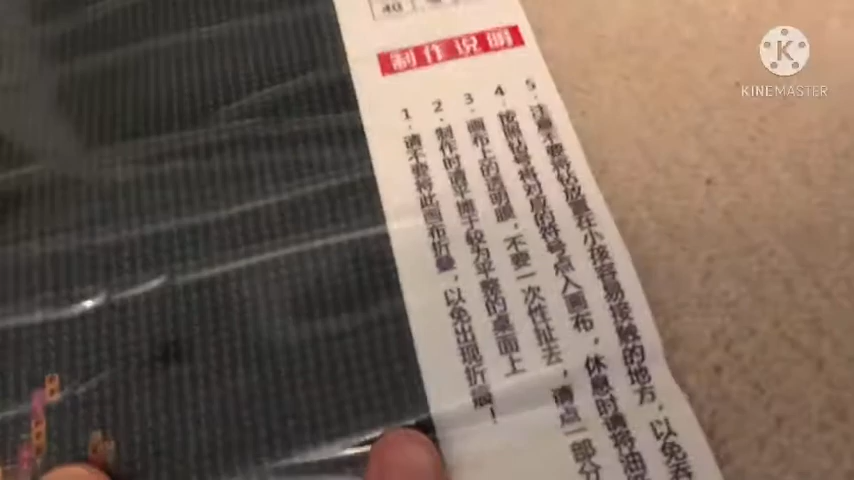 40
制作说明
1.请不要将此画布折叠，以免出现折痕！
2.制作时请平摊于较为平整的桌面上
3.画布上的透明膜，不要一次性扯去，请点一部分
4.按照钻号将对应的符号点入画布，休息时请将油纸
5.注意不要将钻放置在小孩容易接触的地方，以免吞
KINEMASTER